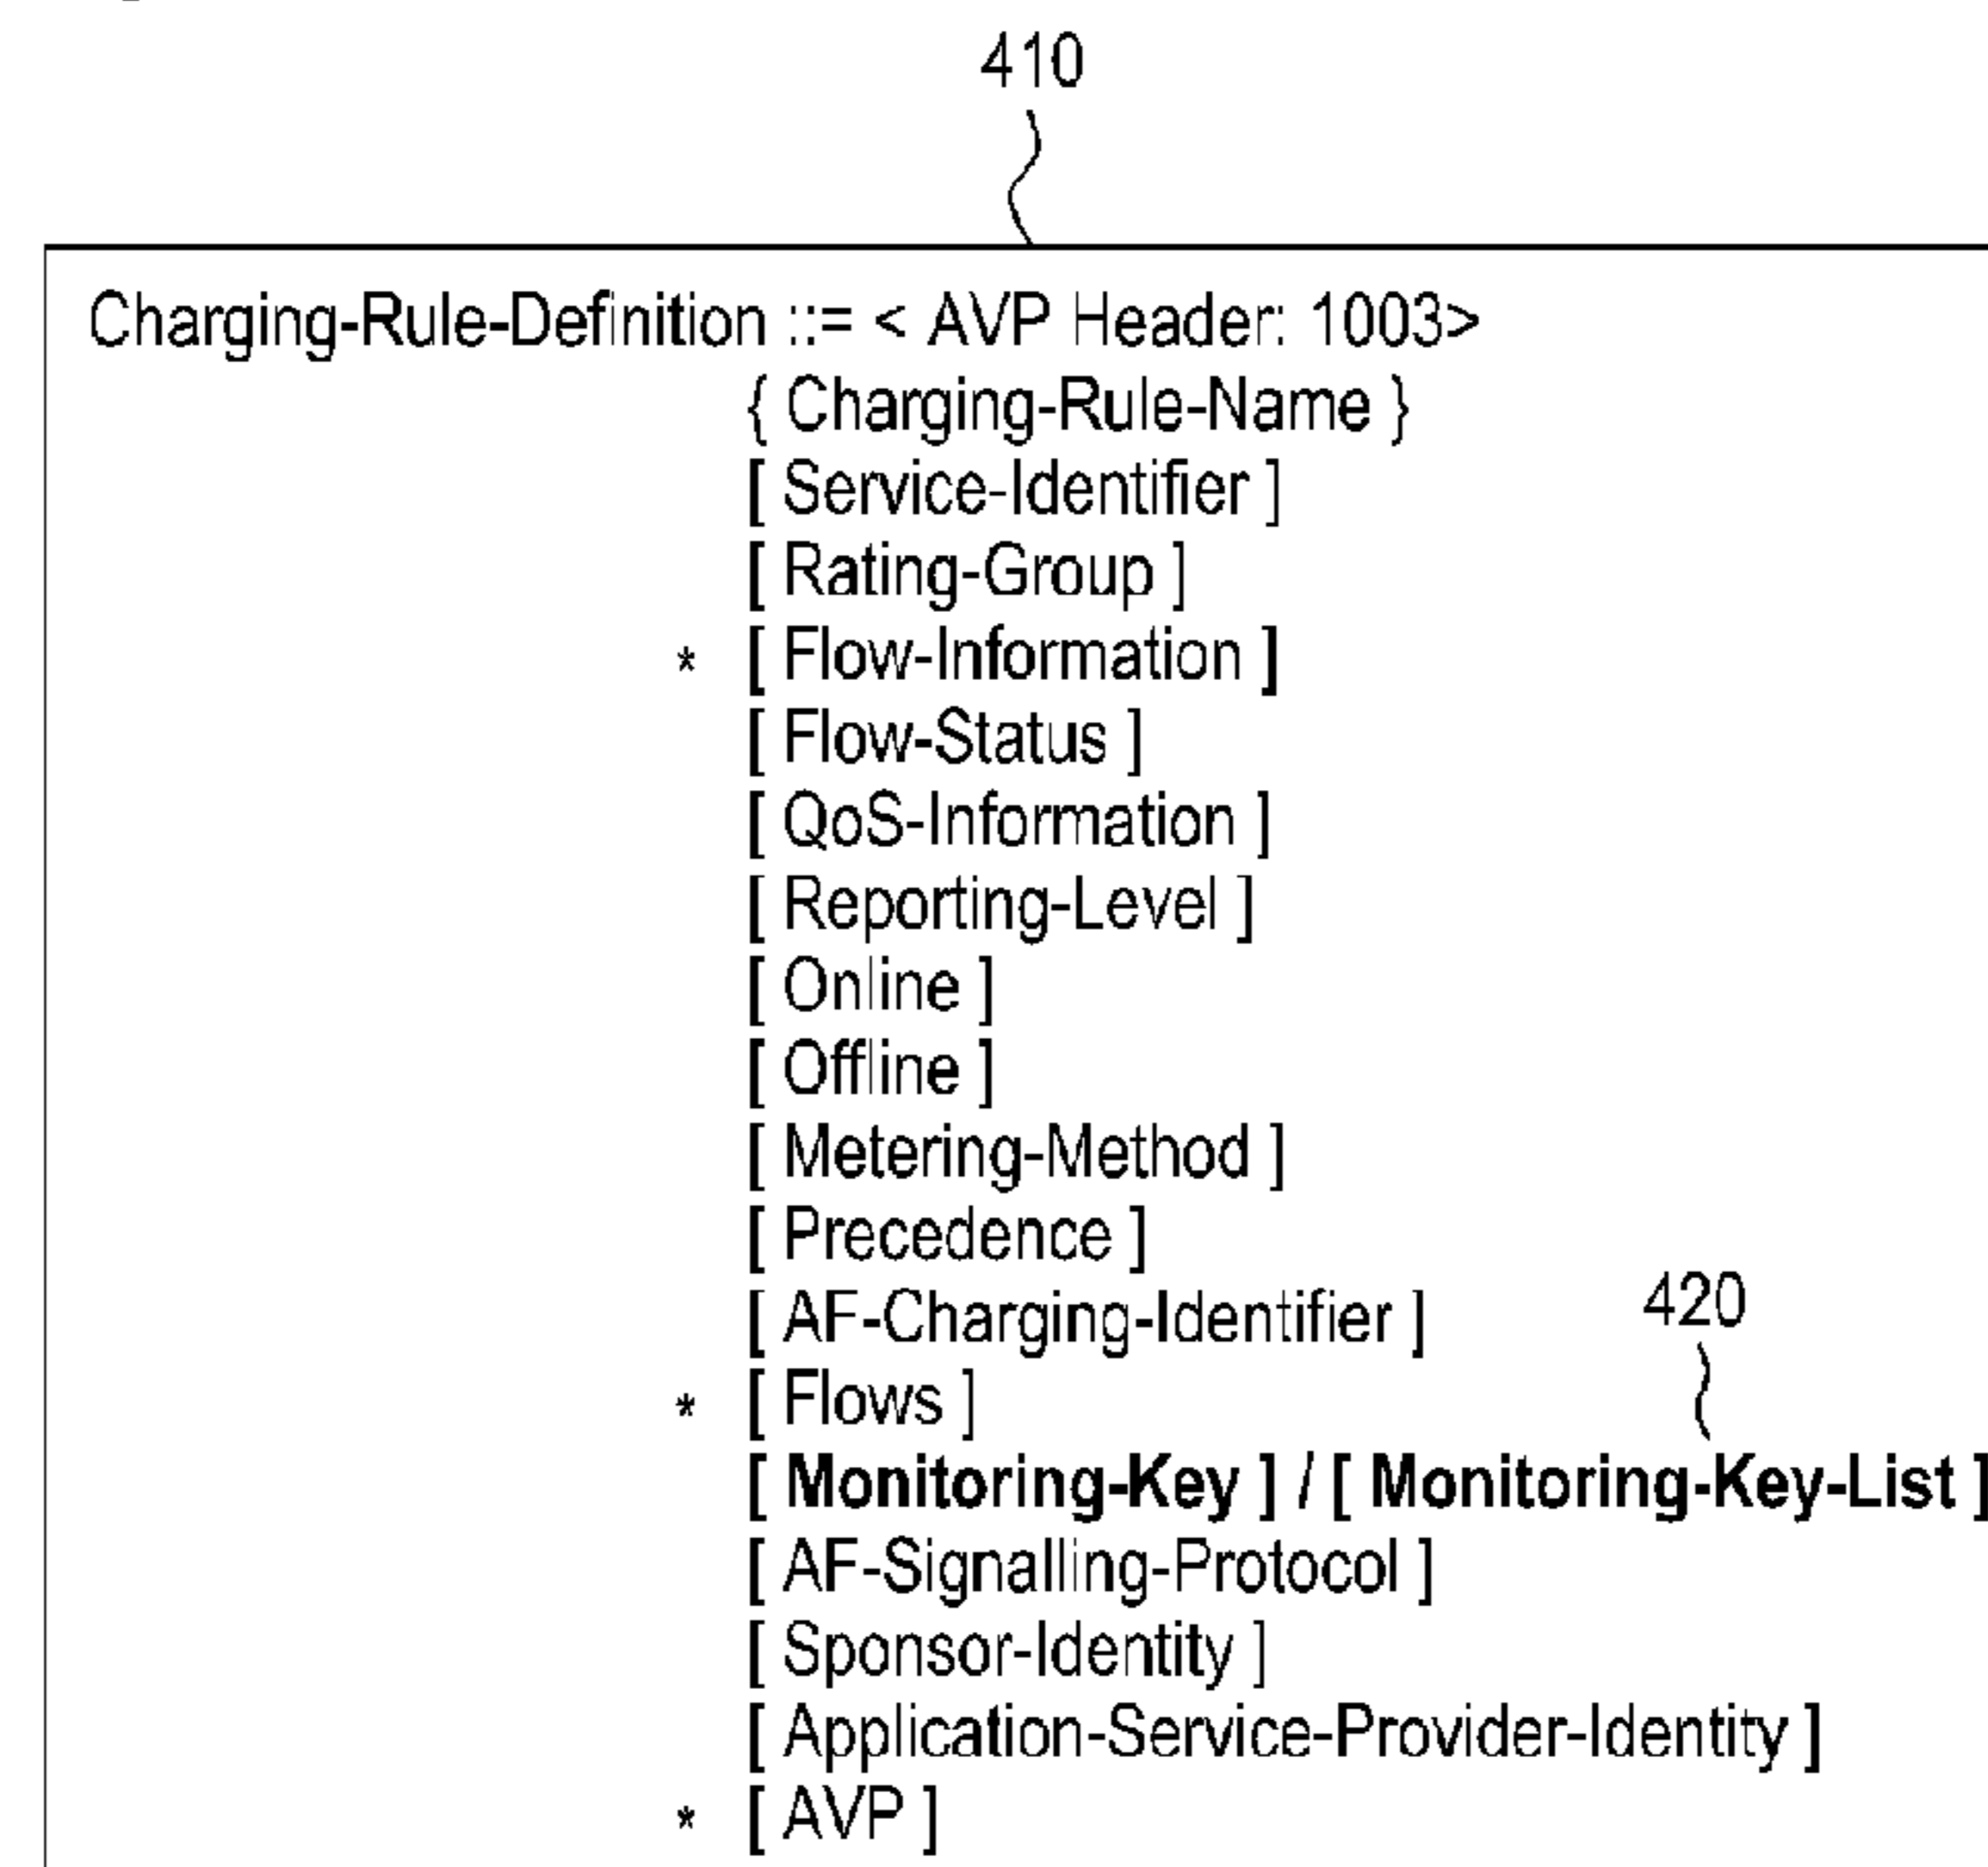 410
Charging-Rule-Definition ::= < AVP Header: 1003>
{ Charging-Rule-Name }
[ Service-Identifier ]
[ Rating-Group ]
* [ Flow-Information ]
[ Flow-Status ]
[ QoS-Information ]
[ Reporting-Level ]
[ Online ]
[ Offline ]
[ Metering-Method ]
[ Precedence ]
[ AF-Charging-Identifier ]
420
* [ Flows ]
[ Monitoring-Key ] / [ Monitoring-Key-List ]
[ AF-Signalling-Protocol ]
[ Sponsor-Identity ]
[ Application-Service-Provider-Identity ]
* [ AVP ]